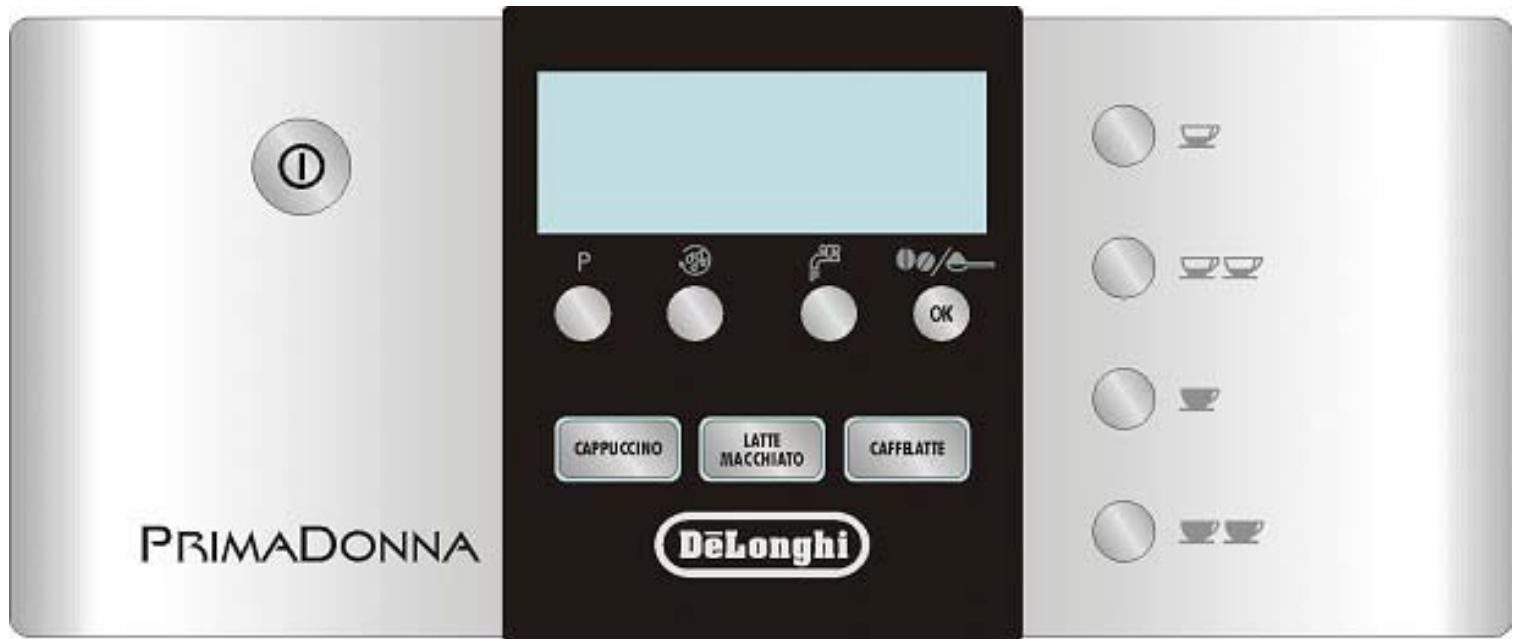 P
OK
CAPPUCCINO
LATTE
MACCHIATO
CAFFELATTE
PRIMADONNA
DēLonghi